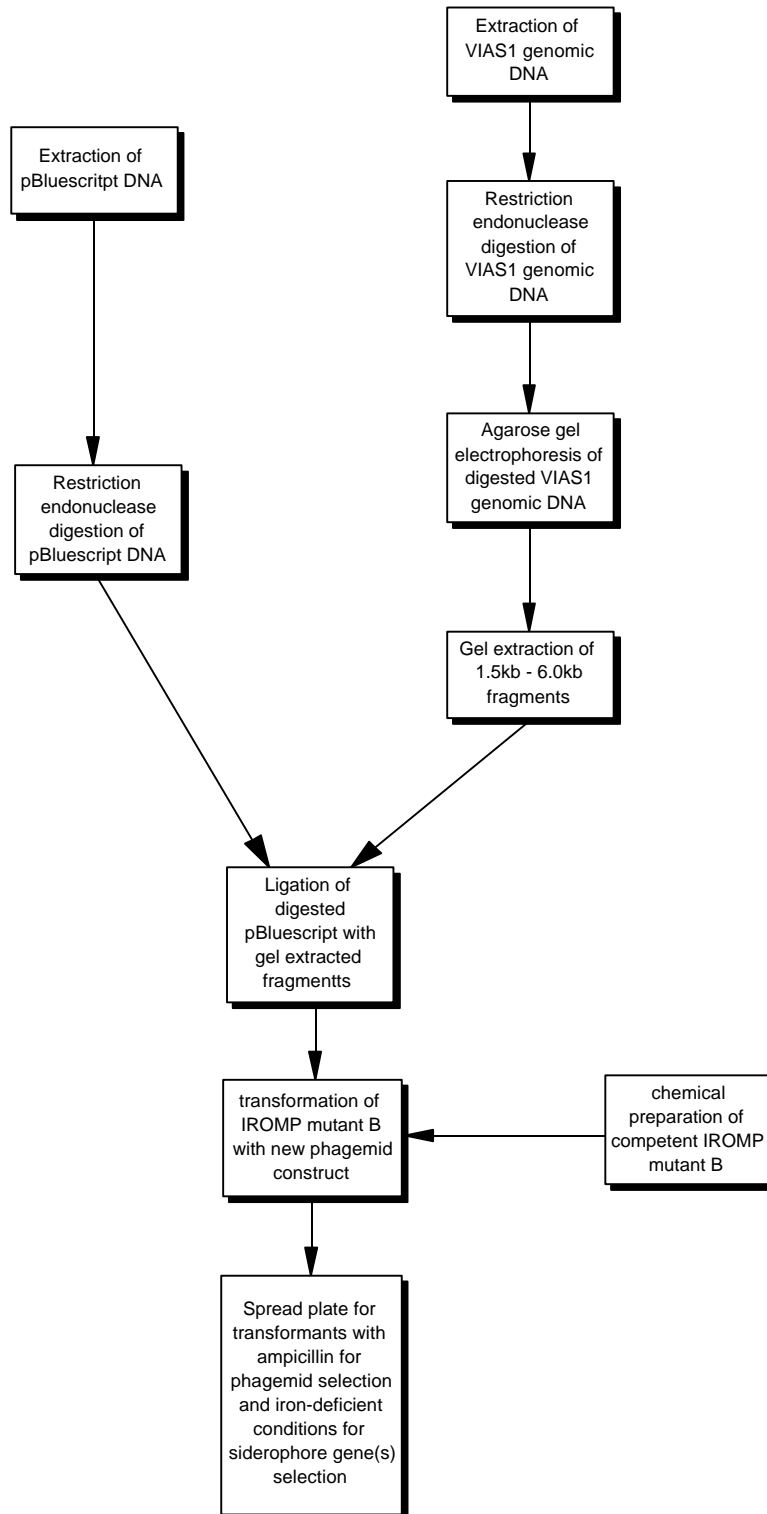 Extraction of
VIAS1 genomic
DNA
Extraction of
pBluescritpt DNA
Restriction
endonuclease
digestion of
VIAS1 genomic
DNA
Agarose gel
electrophoresis of
digested VIAS1
genomic DNA
Restriction
endonuclease
digestion of
pBluescript DNA
Gel extraction of
1.5kb - 6.0kb
fragments
Ligation of
digested
pBluescript with
gel extracted
fragmentts
transformation of
IROMP mutant B
with new phagemid
construct
chemical
preparation of
competent IROMP
mutant B
Spread plate for
transformants with
ampicillin for
phagemid selection
and iron-deficient
conditions for
siderophore gene(s)
selection